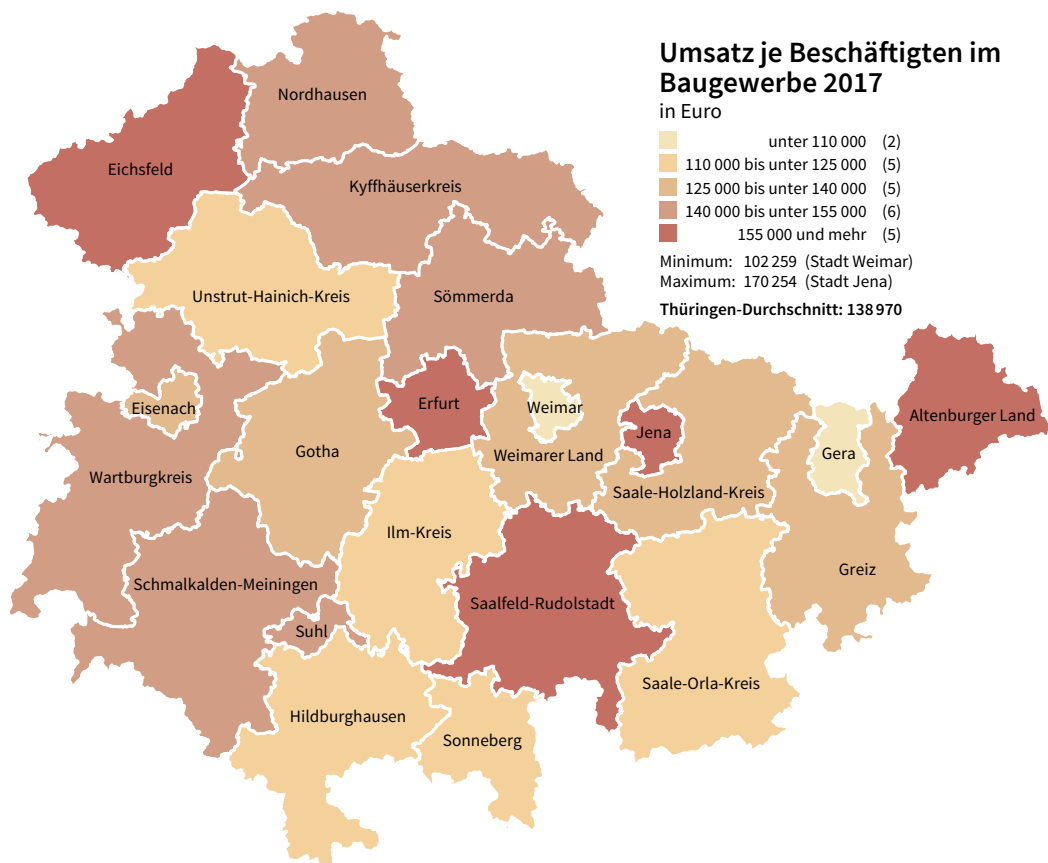 Umsatz je Beschäftigten im
Baugewerbe 2017
in Euro
unter 110 000 (2)
110 000 bis unter 125 000 (5)
125 000 bis unter 140 000 (5)
140 000 bis unter 155 000 (6)
155 000 und mehr (5)
Minimum: 102 259 (Stadt Weimar)
Maximum: 170 254 (Stadt Jena)
Thüringen-Durchschnitt: 138 970
Nordhausen
Eichsfeld
Kyffhäuserkreis
Unstrut-Hainich-Kreis
Sömmerda
Eisenach
Erfurt
Weimar
Altenburger Land
Jena
Gotha
Weimarer Land
Gera
Wartburgkreis
Saale-Holzland-Kreis
Ilm-Kreis
Greiz
Schmalkalden-Meiningen
Saalfeld-Rudolstadt
Suhl
Saale-Orla-Kreis
Hildburghausen
Sonneberg